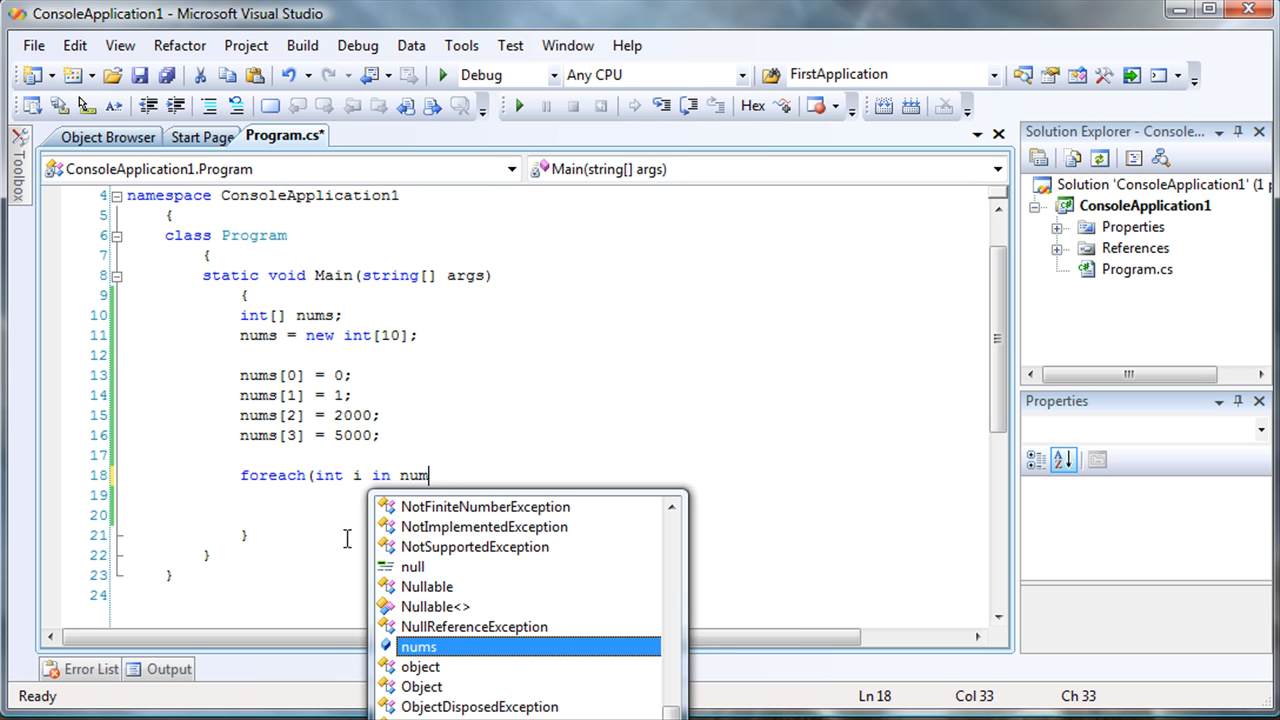 ConsoleApplication1 - Microsoft Visual Studio
File Edit View Refactor Project Build Debug Data Tools Test Window Help
Debug Any CPU FirstApplication
Hex
Object Browser Start Page Program.cs*
Toolbox
ConsoleApplication1.Program Main(string[] args)
4 namespace ConsoleApplication1
5 {
6 class Program
7 {
8 static void Main(string[] args)
9 {
10 int[] nums;
11 nums = new int[10];
12
13 nums[0] = 0;
14 nums[1] = 1;
15 nums[2] = 2000;
16 nums[3] = 5000;
17
18 foreach(int i in num
19
20
21 }
22 }
23 }
24
NotFiniteNumberException
NotImplementedException
NotSupportedException
null
Nullable
Nullable<>
NullReferenceException
nums
object
Object
ObjectDisposedException
Solution Explorer - Console...
Solution 'ConsoleApplication1' (1 p
ConsoleApplication1
Properties
References
Program.cs
Properties
Error List Output
Ready Ln 18 Col 33 Ch 33